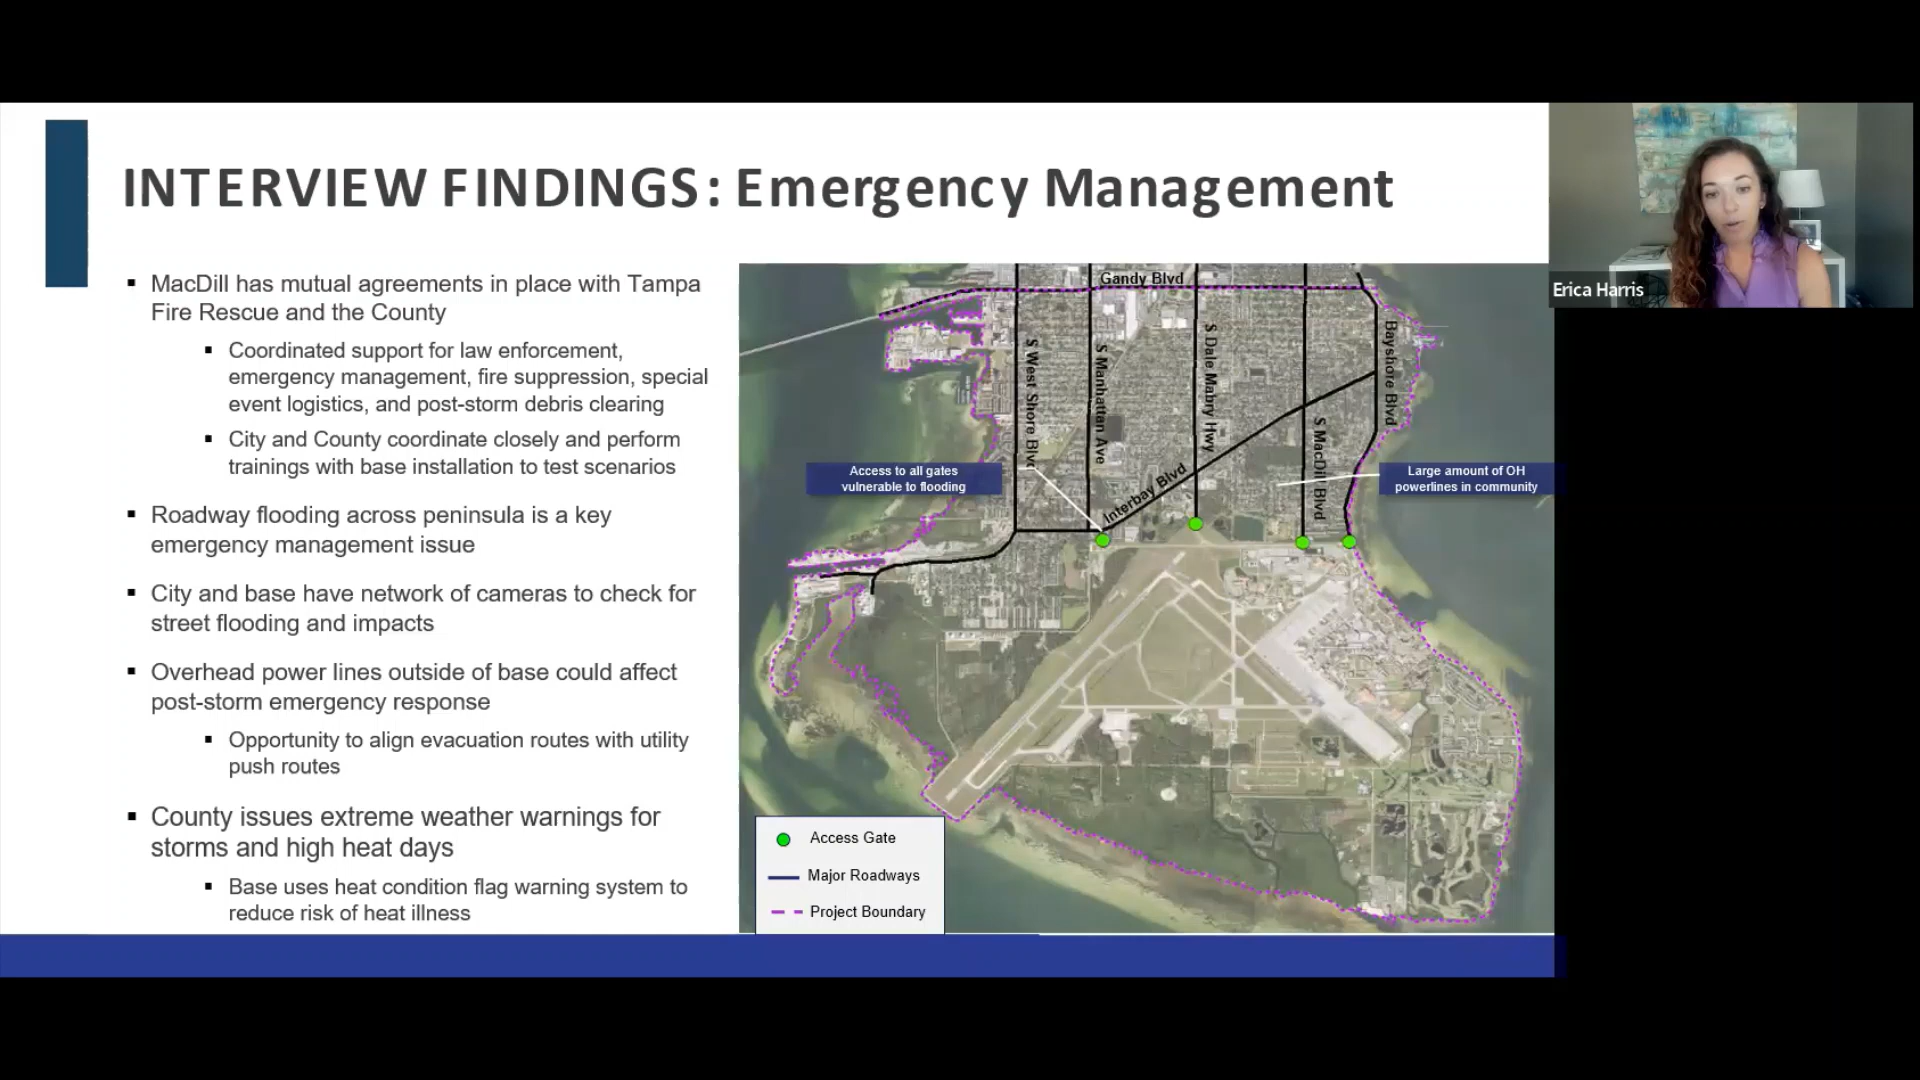 INTERVIEW FINDINGS: Emergency Management
▪ MacDill has mutual agreements in place with Tampa
Fire Rescue and the County
▪ Coordinated support for law enforcement,
emergency management, fire suppression, special
event logistics, and post-storm debris clearing
▪ City and County coordinate closely and perform
trainings with base installation to test scenarios
▪ Roadway flooding across peninsula is a key
emergency management issue
▪ City and base have network of cameras to check for
street flooding and impacts
▪ Overhead power lines outside of base could affect
post-storm emergency response
▪ Opportunity to align evacuation routes with utility
push routes
▪ County issues extreme weather warnings for
storms and high heat days
▪ Base uses heat condition flag warning system to
reduce risk of heat illness
Gandy Blvd
S West Shore Blvd
S Manhattan Ave
S Dale Mabry Hwy
Interbay Blvd
S MacDill Blvd
Bayshore Blvd
Access to all gates
vulnerable to flooding
Large amount of OH
powerlines in community
Access Gate
Major Roadways
Project Boundary
Erica Harris